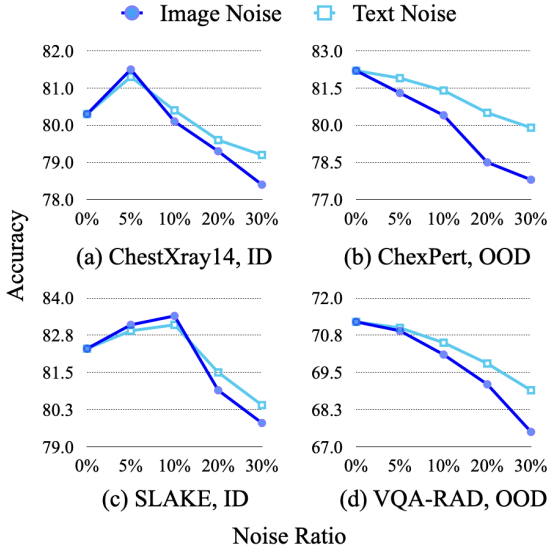 Image Noise Text Noise
82.0
81.0
80.0
79.0
78.0
0% 5% 10% 20% 30%
(a) ChestXray14, ID
83.0
81.5
80.0
78.5
77.0
0% 5% 10% 20% 30%
(b) ChexPert, OOD
Accuracy
84.0
82.8
81.5
80.3
79.0
0% 5% 10% 20% 30%
(c) SLAKE, ID
72.0
70.8
69.5
68.3
67.0
0% 5% 10% 20% 30%
(d) VQA-RAD, OOD
Noise Ratio